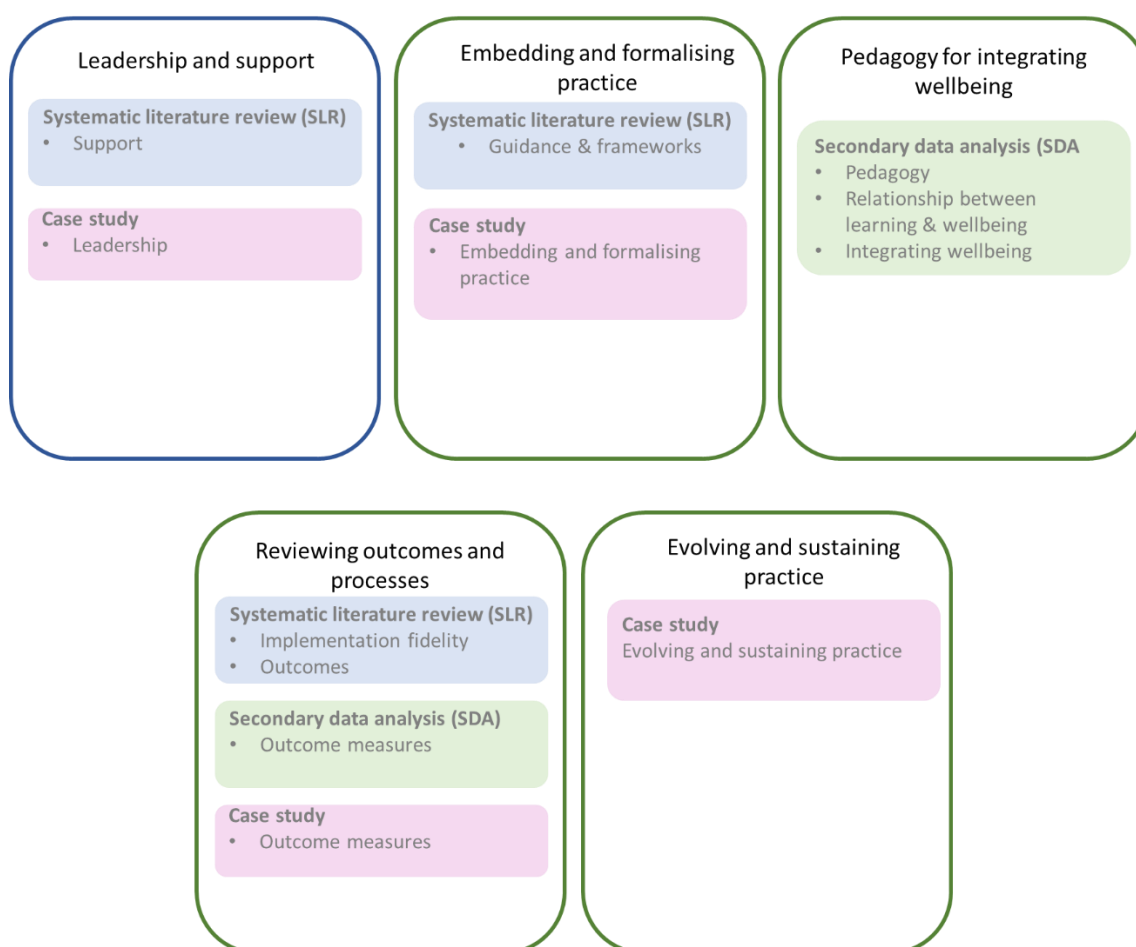 Leadership and support
Systematic literature review (SLR)
• Support
Case study
• Leadership
Embedding and formalising
practice
Systematic literature review (SLR)
• Guidance & frameworks
Case study
• Embedding and formalising
practice
Pedagogy for integrating
wellbeing
Secondary data analysis (SDA
• Pedagogy
• Relationship between
learning & wellbeing
• Integrating wellbeing
Reviewing outcomes and
processes
Systematic literature review (SLR)
• Implementation fidelity
• Outcomes
Secondary data analysis (SDA)
• Outcome measures
Case study
• Outcome measures
Evolving and sustaining
practice
Case study
Evolving and sustaining practice